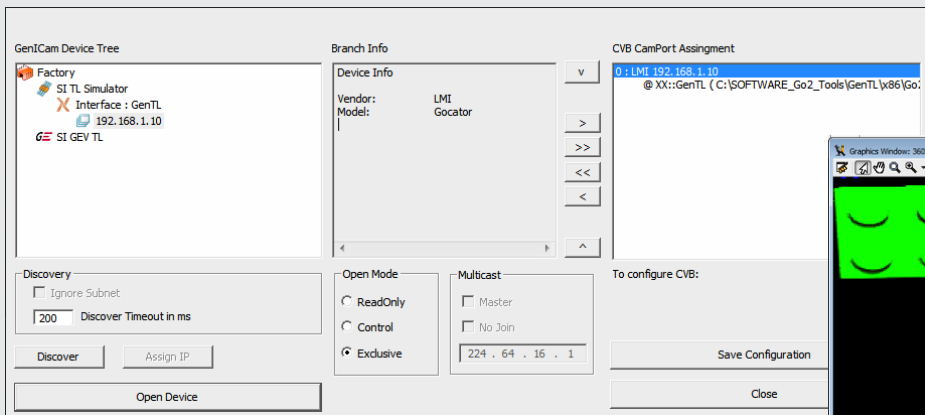 GenICam Device Tree
Factory
SI TL Simulator
Interface : GenTL
192.168.1.10
SI GEV TL
Branch Info
Device Info
Vendor: LMI
Model: Gocator
v
>
>>
<<
<
^
CVB CamPort Assingment
0 : LMI 192.168.1.10
@ XX::GenTL ( C:\SOFTWARE_Go2_Tools\GenTL\x86\Go2
Graphics Window: 360
Discovery
Ignore Subnet
200 Discover Timeout in ms
Discover
Assign IP
Open Device
Open Mode
ReadOnly
Control
Exclusive
Multicast
Master
No Join
224 . 64 . 16 . 1
To configure CVB:
Save Configuration
Close